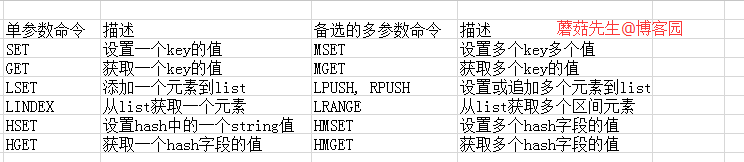 蘑菇先生@博客园
单参数命令 描述 备选的多参数命令 描述
SET 设置一个key的值 MSET 设置多个key多个值
GET 获取一个key的值 MGET 获取多个key的值
LSET 添加一个元素到list LPUSH, RPUSH 设置或追加多个元素到list
LINDEX 从list获取一个元素 LRANGE 从list获取多个区间元素
HSET 设置hash中的一个string值 HMSET 设置多个hash字段的值
HGET 获取一个hash字段的值 HMGET 获取多个hash字段的值